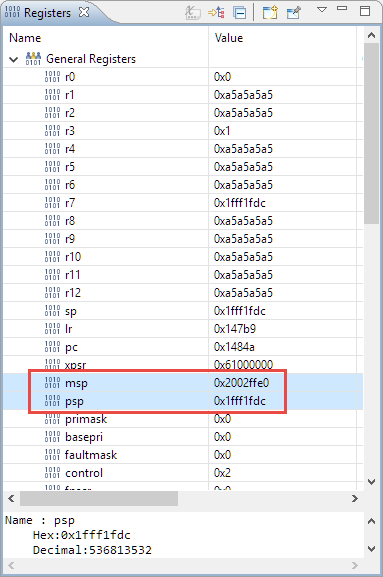 Registers
Name Value
General Registers
r0 0x0
r1 0xa5a5a5a5
r2 0xa5a5a5a5
r3 0x1
r4 0xa5a5a5a5
r5 0xa5a5a5a5
r6 0xa5a5a5a5
r7 0x1fff1fdc
r8 0xa5a5a5a5
r9 0xa5a5a5a5
r10 0xa5a5a5a5
r11 0xa5a5a5a5
r12 0xa5a5a5a5
sp 0x1fff1fdc
lr 0x147b9
pc 0x1484a
xpsr 0x61000000
msp 0x2002ffe0
psp 0x1fff1fdc
primask 0x0
basepri 0x0
faultmask 0x0
control 0x2
Name : psp
Hex:0x1fff1fdc
Decimal:536813532